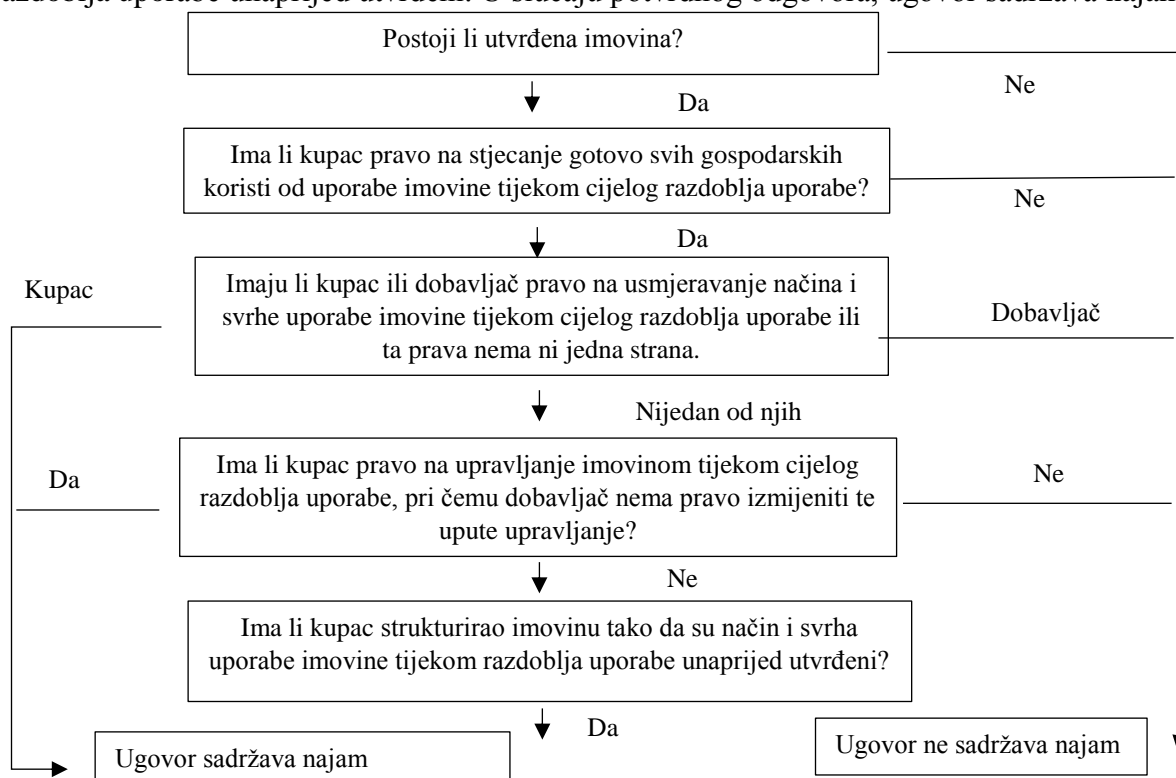 razdoblja uporabe unaprijed utvrđeni. U slučaju potvrdnog odgovora, ugovor sadržava najam
Postoji li utvrđena imovina?
Ne
Da
Ima li kupac pravo na stjecanje gotovo svih gospodarskih
koristi od uporabe imovine tijekom cijelog razdoblja uporabe?
Ne
Da
Kupac
Imaju li kupac ili dobavljač pravo na usmjeravanje načina i
svrhe uporabe imovine tijekom cijelog razdoblja uporabe ili
ta prava nema ni jedna strana.
Dobavljač
Nijedan od njih
Da
Ima li kupac pravo na upravljanje imovinom tijekom cijelog
razdoblja uporabe, pri čemu dobavljač nema pravo izmijeniti te
upute upravljanje?
Ne
Ne
Ima li kupac strukturirao imovinu tako da su način i svrha
uporabe imovine tijekom razdoblja uporabe unaprijed utvrđeni?
Da
Ugovor sadržava najam
Ugovor ne sadržava najam